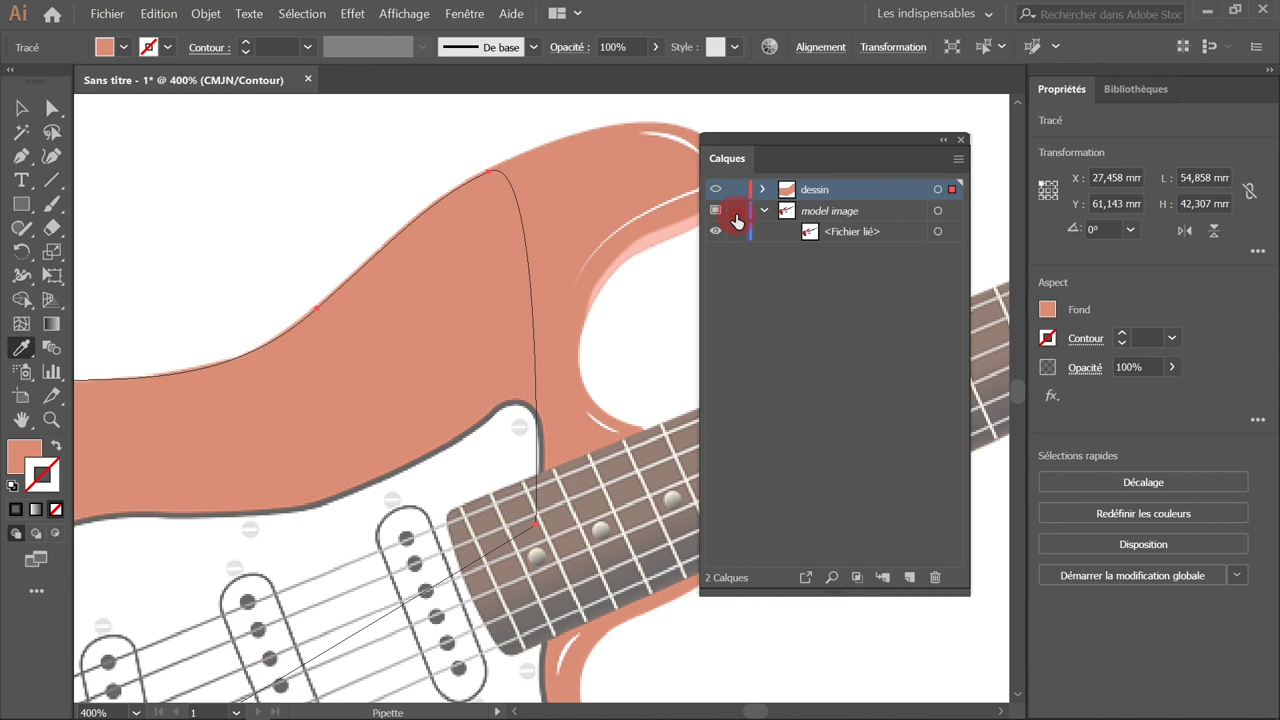 Ai Fichier Edition Objet Texte Sélection Effet Affichage Fenêtre Aide Les indispensables Rechercher dans Adobe Stoc
Tracé Contour : De base Opacité : 100% Style : Alignement Transformation
Sans titre - 1* @ 400% (CMJN/Contour)
Propriétés Bibliothèques
Tracé
Transformation
X : 27,458 mm L : 54,858 mm
Y : 61,143 mm H : 42,307 mm
0°
Aspect
Fond
Contour
Opacité 100%
fx.
Sélections rapides
Décalage
Redéfinir les couleurs
Disposition
Démarrer la modification globale
Calques
dessin
model image
<Fichier lié>
2 Calques
400% 1 Pipette